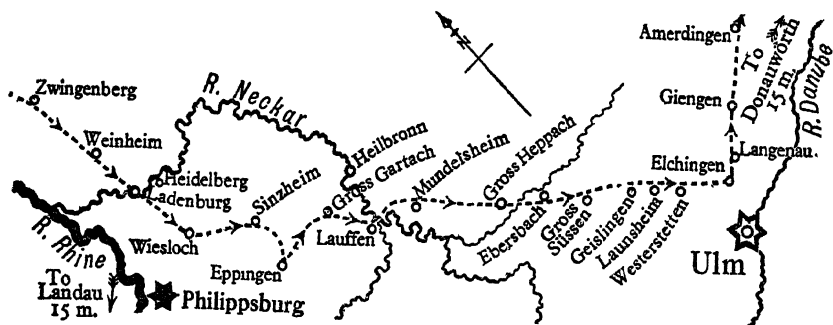 Zwingenberg
Weinheim
R. Neckar
Heidelberg
Ladenburg
Wiesloch
Sinzheim
Eppingen
Gross Gartach
Heilbronn
Lauffen
Mundelsheim
Gross Heppach
Ebersbach
Gross
Süssen
Geislingen
Launsheim
Westerstetten
Elchingen
Langenau
Giengen
Amerdingen
To
Donauwörth
15 m.
R. Danube
Ulm
R. Rhine
To
Landau
15 m.
Philippsburg
N